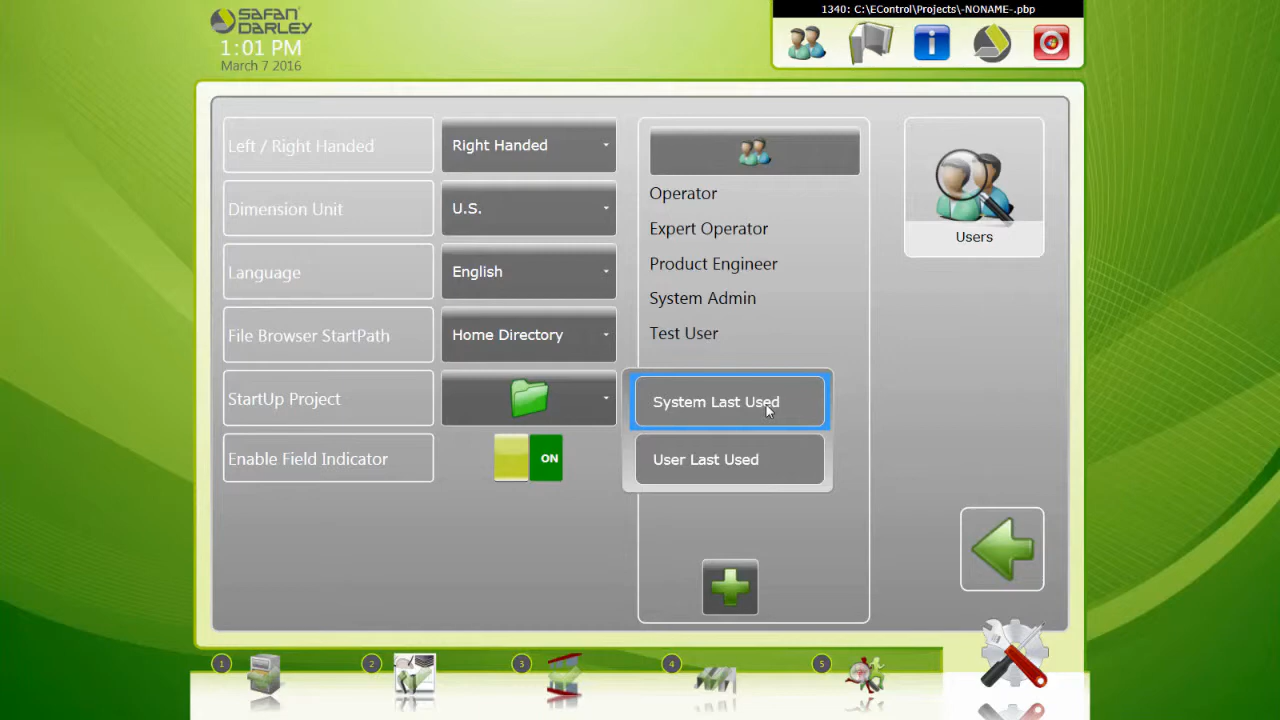 SAFAN DARLEY
1:01 PM
March 7 2016
1340: C:\EControl\Projects\-NONAME-.pbp
Left / Right Handed
Right Handed
Dimension Unit
U.S.
Language
English
File Browser StartPath
Home Directory
StartUp Project
Enable Field Indicator
ON
Operator
Expert Operator
Product Engineer
System Admin
Test User
System Last Used
User Last Used
Users
1
2
3
4
5